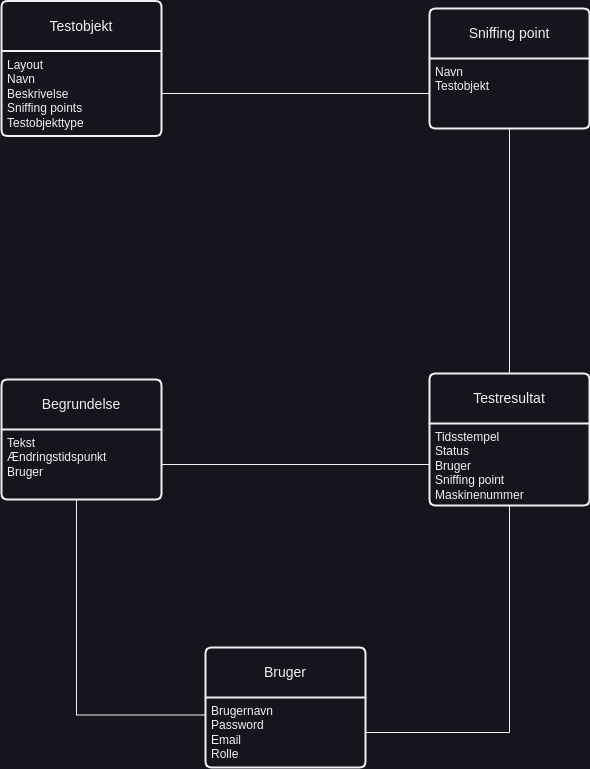 Testobjekt
Layout
Navn
Beskrivelse
Sniffing points
Testobjekttype
Sniffing point
Navn
Testobjekt
Begrundelse
Tekst
Ændringstidspunkt
Bruger
Testresultat
Tidsstempel
Status
Bruger
Sniffing point
Maskinenummer
Bruger
Brugernavn
Password
Email
Rolle